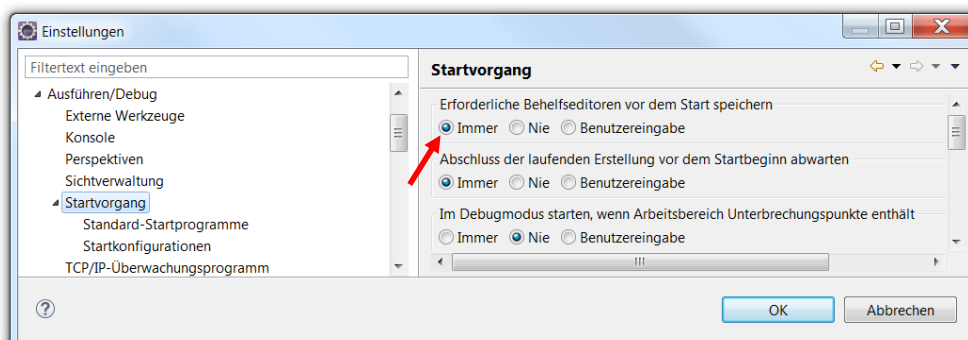 Einstellungen
Filtertext eingeben
Ausführen/Debug
Externe Werkzeuge
Konsole
Perspektiven
Sichtverwaltung
Startvorgang
Standard-Startprogramme
Startkonfigurationen
TCP/IP-Überwachungsprogramm
Startvorgang
Erforderliche Behelfseditoren vor dem Start speichern
Immer Nie Benutzereingabe
Abschluss der laufenden Erstellung vor dem Startbeginn abwarten
Immer Nie Benutzereingabe
Im Debugmodus starten, wenn Arbeitsbereich Unterbrechungspunkte enthält
Immer Nie Benutzereingabe
OK Abbrechen